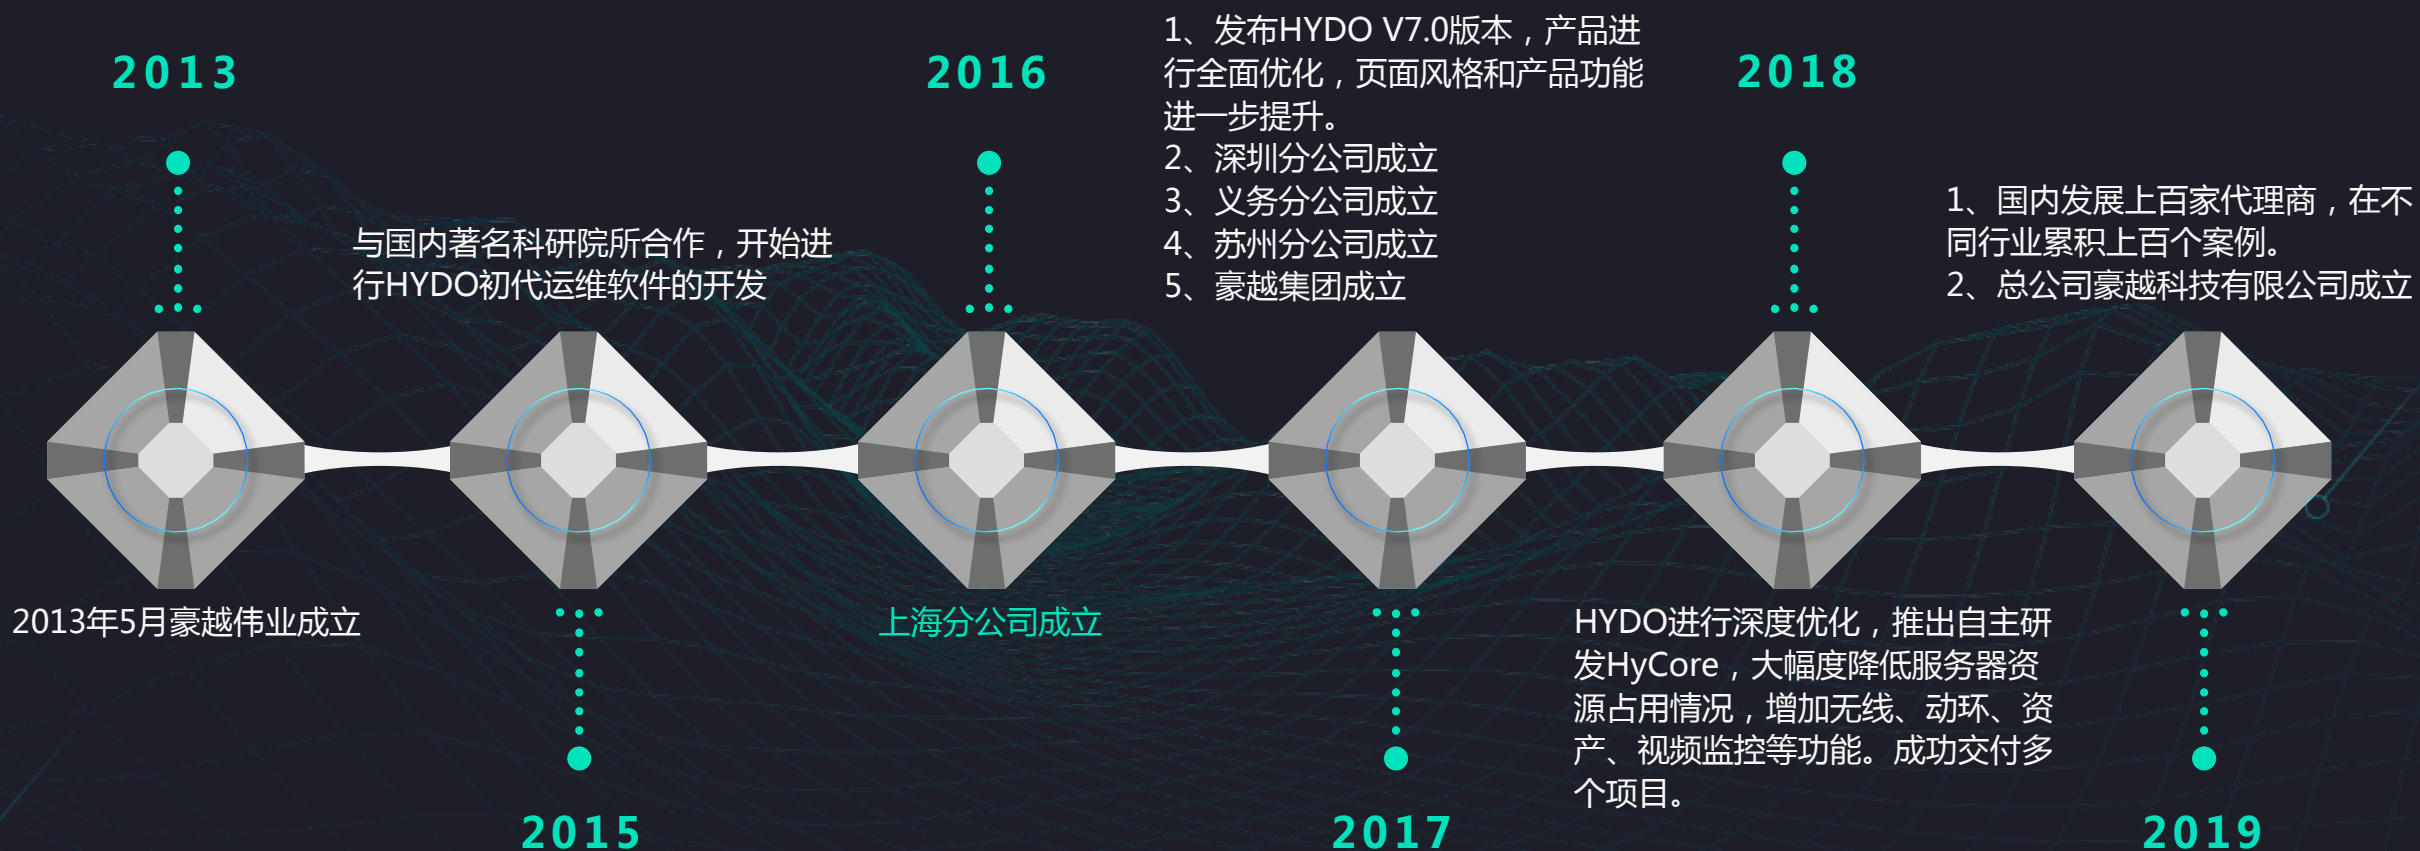 2013
2013年5月豪越伟业成立
与国内著名科研院所合作，开始进
行HYDO初代运维软件的开发
2015
2016
上海分公司成立
1、发布HYDO V7.0版本，产品进
行全面优化，页面风格和产品功能
进一步提升。
2、深圳分公司成立
3、义务分公司成立
4、苏州分公司成立
5、豪越集团成立
2017
2018
HYDO进行深度优化，推出自主研
发HyCore，大幅度降低服务器资
源占用情况，增加无线、动环、资
产、视频监控等功能。成功交付多
个项目。
1、国内发展上百家代理商，在不
同行业累积上百个案例。
2、总公司豪越科技有限公司成立
2019